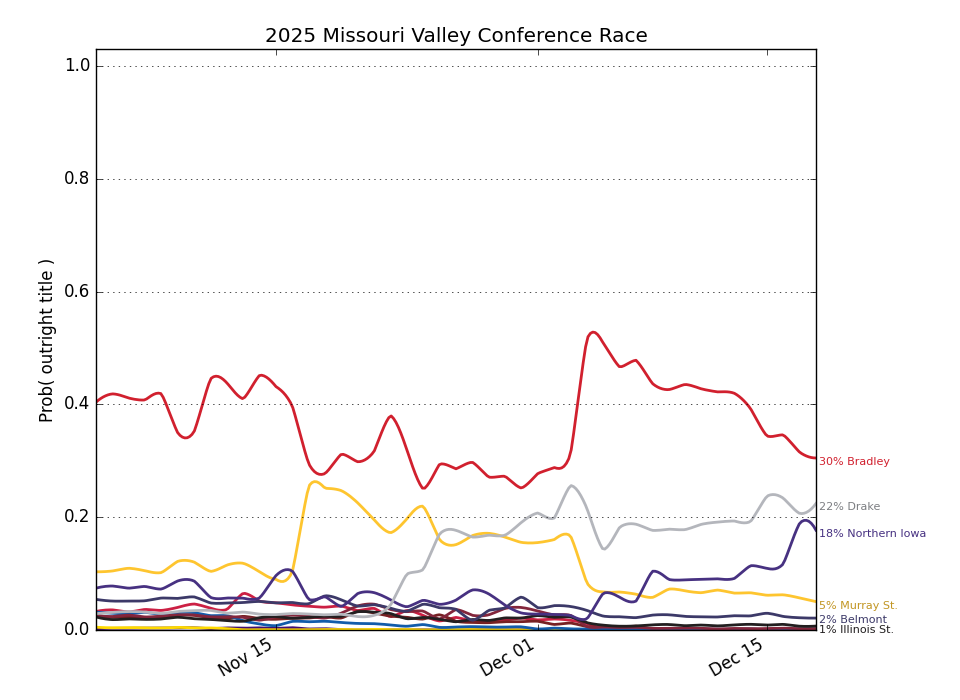 2025 Missouri Valley Conference Race
1.0
0.8
0.6
0.4
0.2
0.0
Prob( outright title )
30% Bradley
22% Drake
18% Northern Iowa
5% Murray St.
2% Belmont
1% Illinois St.
Nov 15
Dec 01
Dec 15